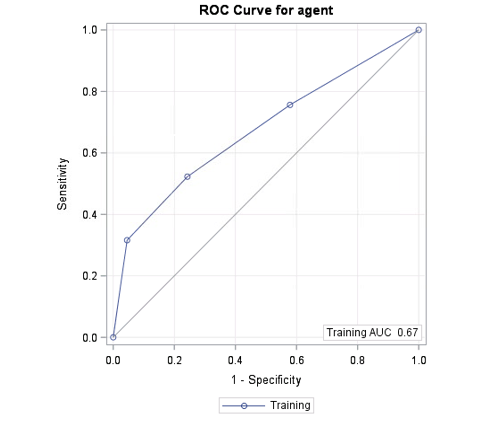 ROC Curve for agent
1.0
0.8
0.6
0.4
0.2
0.0
Sensitivity
Training AUC 0.67
0.0 0.2 0.4 0.6 0.8 1.0
1 - Specificity
Training